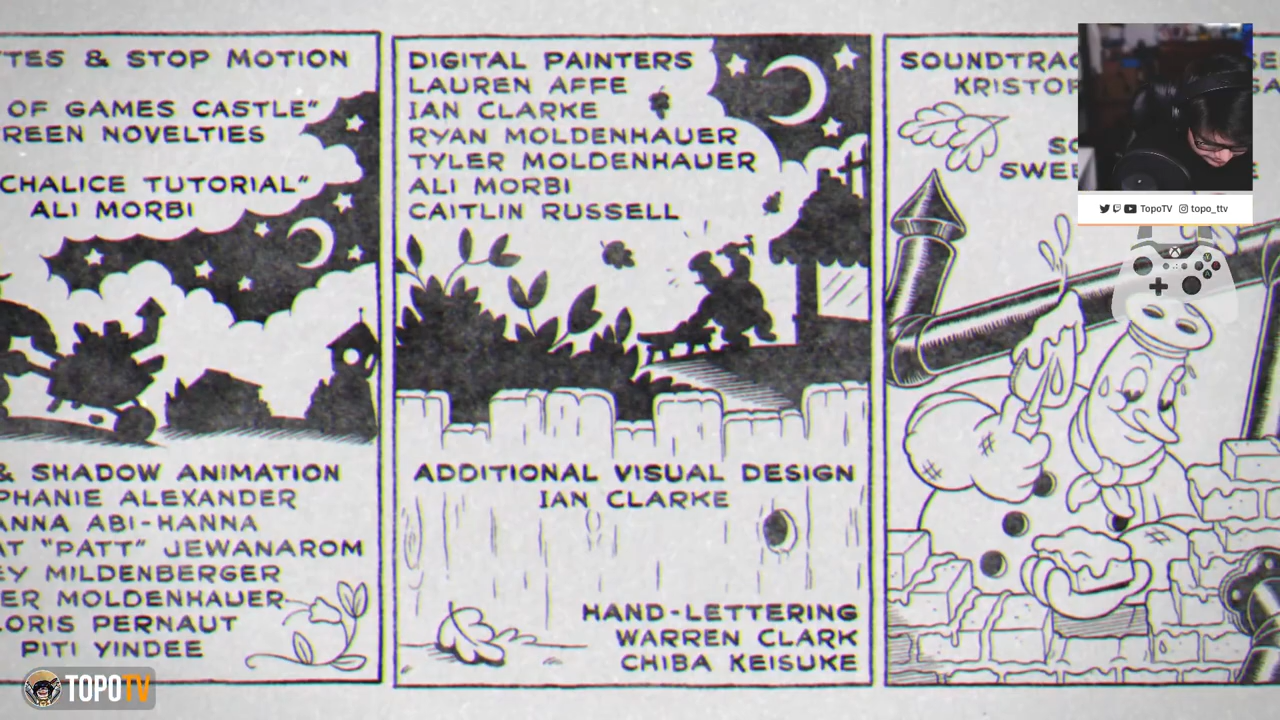 TES & STOP MOTION
OF GAMES CASTLE"
REEN NOVELTIES
CHALICE TUTORIAL"
ALI MORBI
& SHADOW ANIMATION
PHANIE ALEXANDER
ANNA ABI-HANNA
AT "PATT" JEWANAROM
EY MILDENBERGER
ER MOLDENHAUER
LORIS PERNAUT
PITI YINDEE
DIGITAL PAINTERS
LAUREN AFFE
IAN CLARKE
RYAN MOLDENHAUER
TYLER MOLDENHAUER
ALI MORBI
CAITLIN RUSSELL
ADDITIONAL VISUAL DESIGN
IAN CLARKE
HAND-LETTERING
WARREN CLARK
CHIBA KEISUKE
SOUNDTRAC
KRISTOF
SO
SWEE
TopoTV topo_ttv
TOPOTV